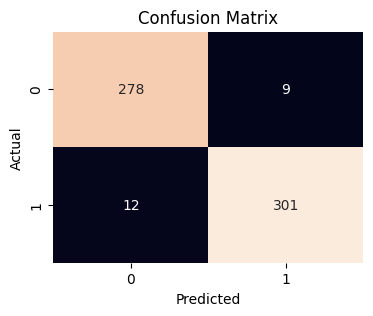 Confusion Matrix
0 278 9
1 12 301
Actual
0 1
Predicted